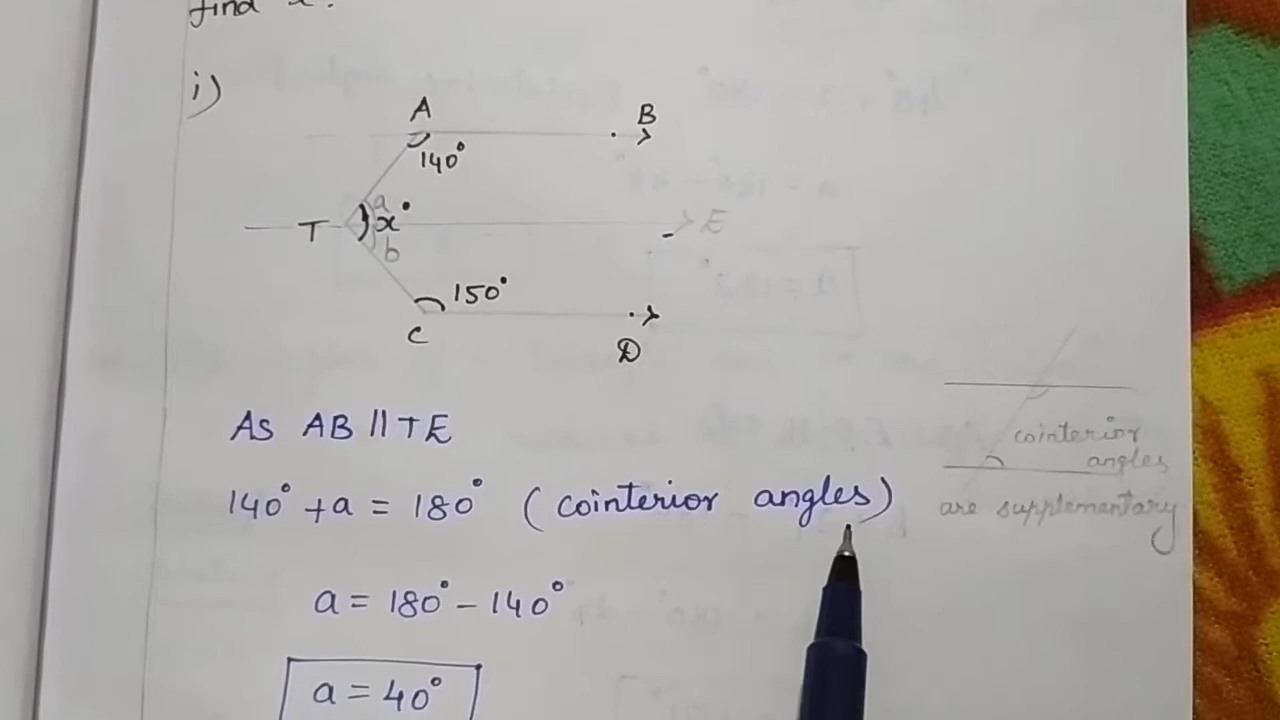 find x.
i)
A B
140°
a
T x° E
b
150°
C D
As AB || TE
140° + a = 180° (cointerior angles)
a = 180° - 140°
a = 40°
cointerior
angles
are supplementary